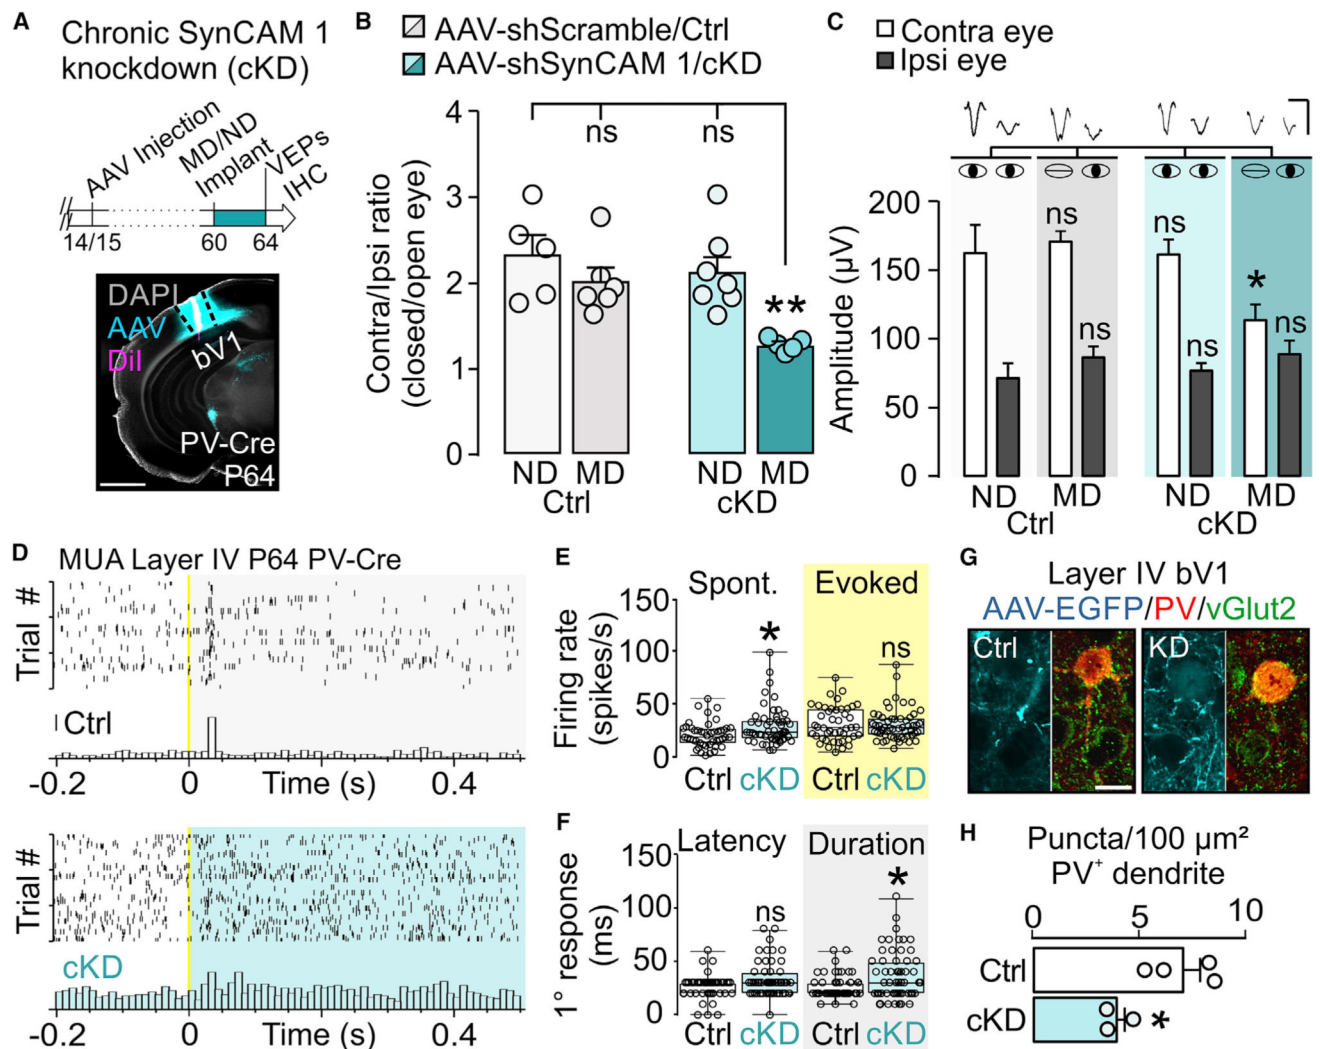 A
Chronic SynCAM 1
knockdown (cKD)
AAV Injection
MD/ND
Implant
VEPs
IHC
14/15
60
64
DAPI
AAV
DiI
bV1
PV-Cre
P64
B
AAV-shScramble/Ctrl
AAV-shSynCAM 1/cKD
Contra/Ipsi ratio
(closed/open eye)
4
3
2
1
0
ns
ns
**
ND
MD
ND
MD
Ctrl
cKD
C
Contra eye
Ipsi eye
Amplitude (µV)
200
150
100
50
0
ns
ns
ns
ns
*
ns
ND
MD
ND
MD
Ctrl
cKD
D
MUA Layer IV P64 PV-Cre
Trial #
Ctrl
-0.2
0
Time (s)
0.4
Trial #
cKD
-0.2
0
Time (s)
0.4
E
Spont.
Evoked
Firing rate
(spikes/s)
150
100
50
0
*
ns
Ctrl
cKD
Ctrl
cKD
F
Latency
Duration
1° response
(ms)
150
100
50
0
ns
*
Ctrl
cKD
Ctrl
cKD
G
Layer IV bV1
AAV-EGFP/PV/vGlut2
Ctrl
KD
H
Puncta/100 µm²
PV⁺ dendrite
0
5
10
Ctrl
cKD
*